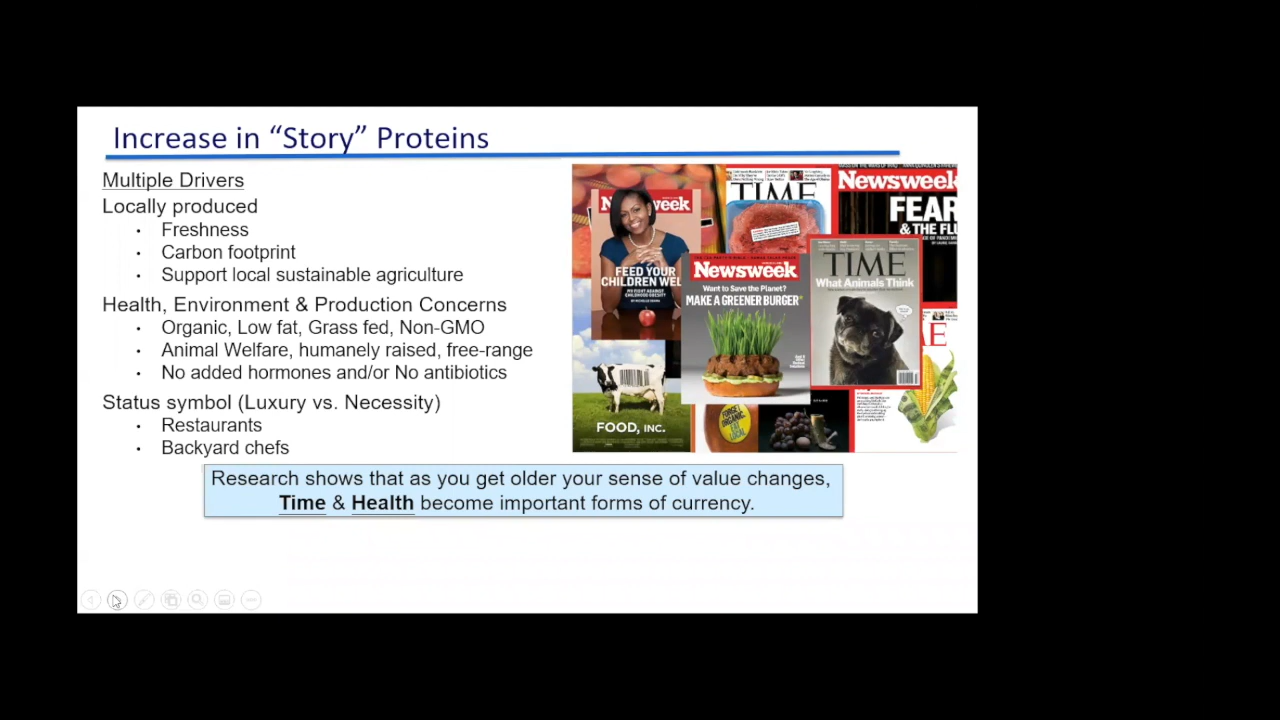 Increase in “Story” Proteins
Multiple Drivers
Locally produced
• Freshness
• Carbon footprint
• Support local sustainable agriculture
Health, Environment & Production Concerns
• Organic, Low fat, Grass fed, Non-GMO
• Animal Welfare, humanely raised, free-range
• No added hormones and/or No antibiotics
Status symbol (Luxury vs. Necessity)
• Restaurants
• Backyard chefs
TIME
Newsweek
FEAR
& THE FLU
FEED YOUR
CHILDREN WEL
BY MICHELLE OBAMA
Newsweek
Want to Save the Planet?
MAKE A GREENER BURGER*
TIME
What Animals Think
FOOD, INC.
Research shows that as you get older your sense of value changes,
Time & Health become important forms of currency.